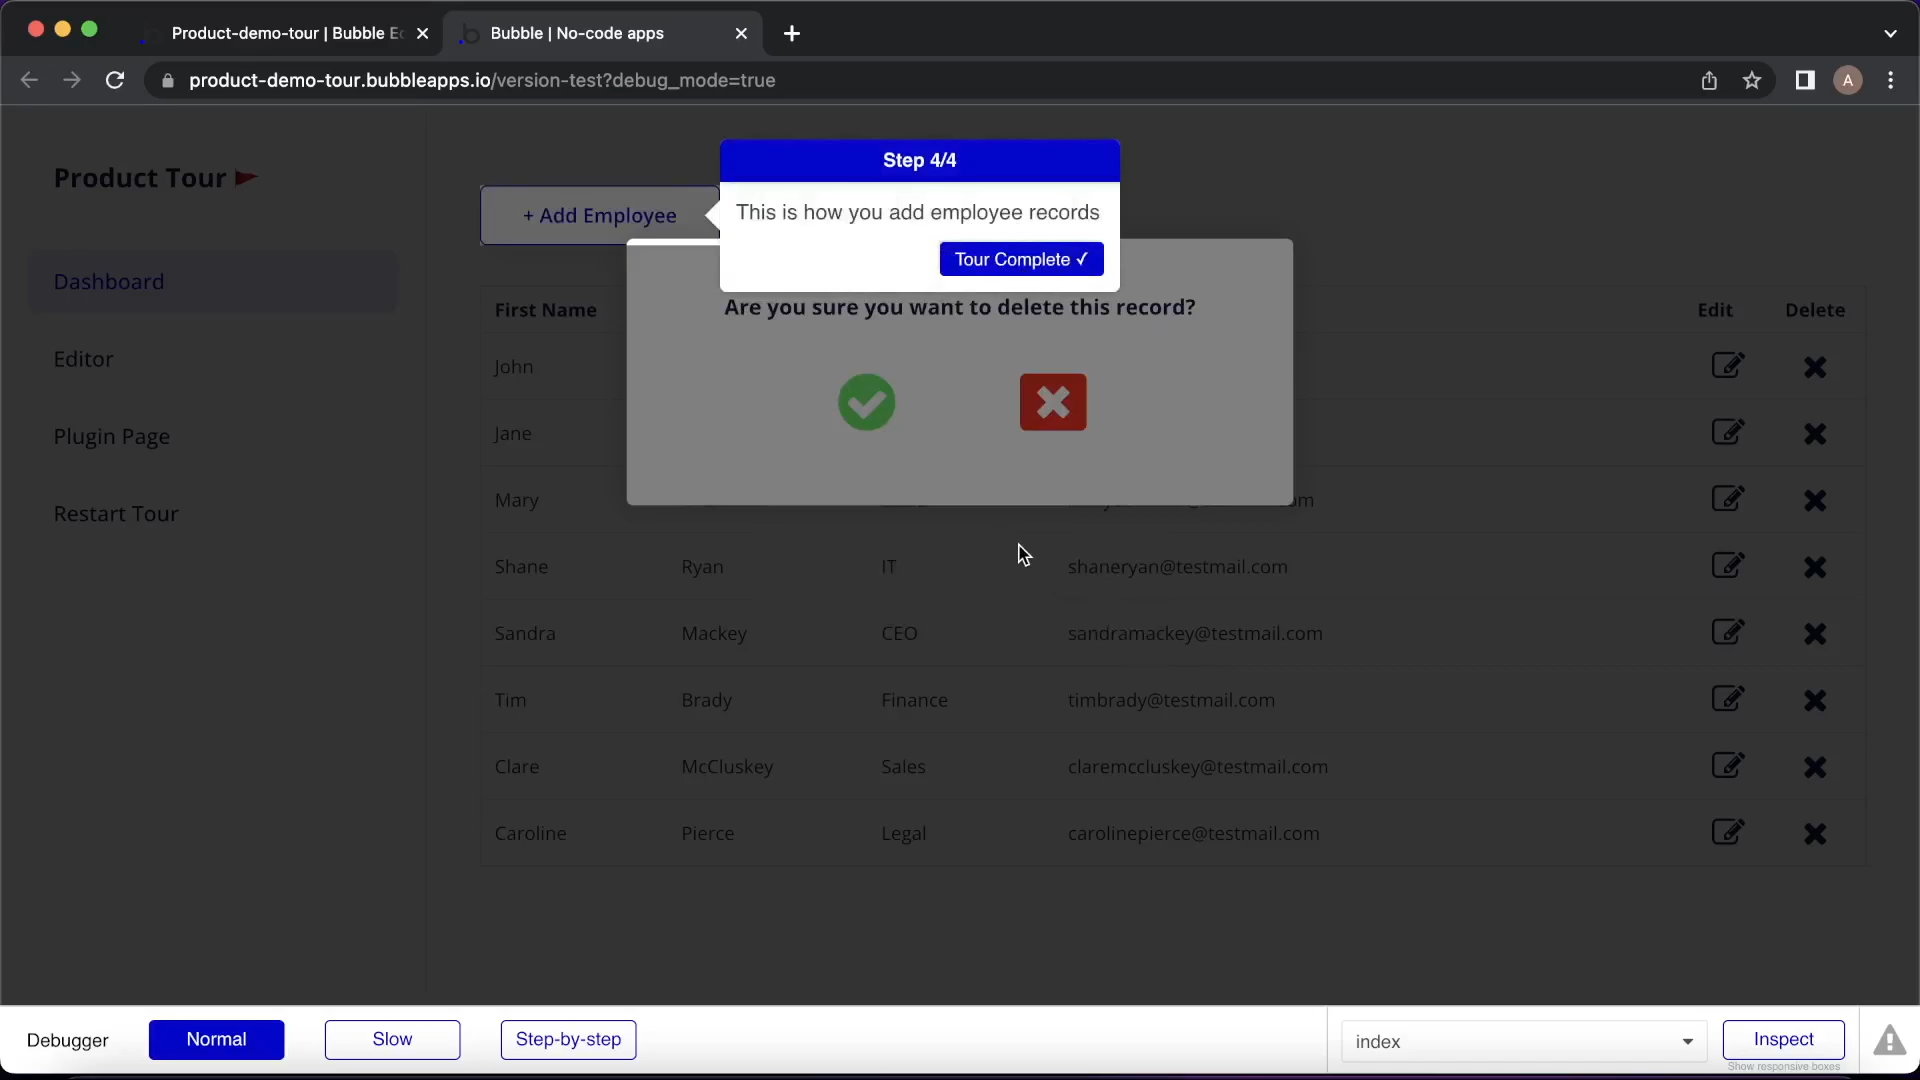 Product-demo-tour | Bubble Ec
Bubble | No-code apps
product-demo-tour.bubbleapps.io/version-test?debug_mode=true
A
Product Tour
Dashboard
Editor
Plugin Page
Restart Tour
+ Add Employee
Step 4/4
This is how you add employee records
Tour Complete ✓
Are you sure you want to delete this record?
First Name Edit Delete
John
Jane
Mary om
Shane Ryan IT shaneryan@testmail.com
Sandra Mackey CEO sandramackey@testmail.com
Tim Brady Finance timbrady@testmail.com
Clare McCluskey Sales claremccluskey@testmail.com
Caroline Pierce Legal carolinepierce@testmail.com
Debugger Normal Slow Step-by-step index Inspect
Show responsive boxes